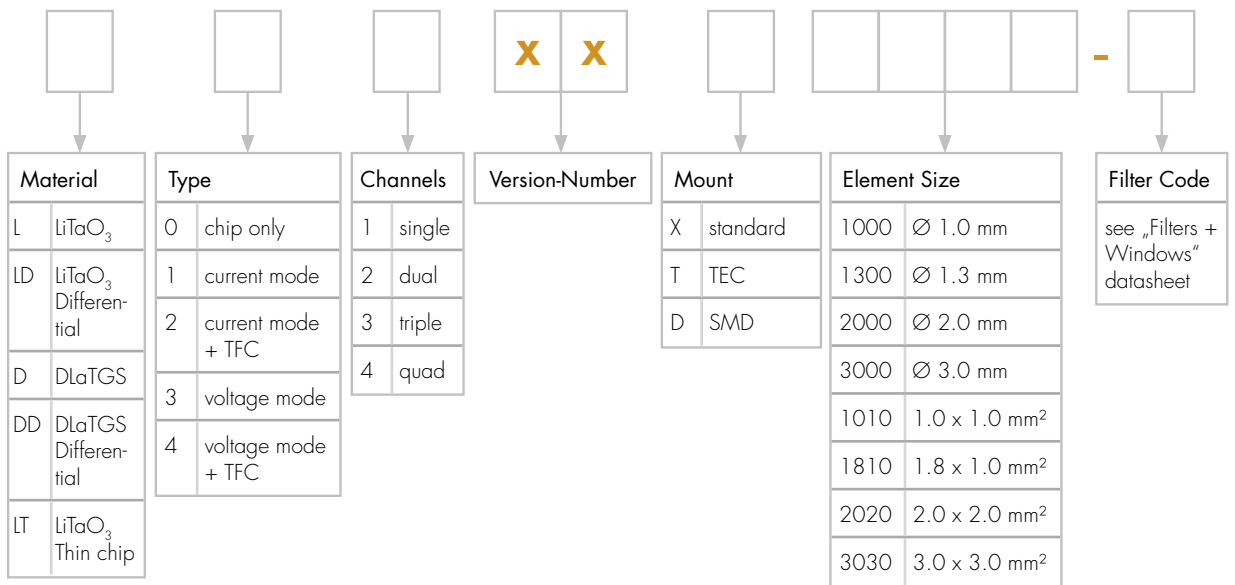 x x -
Material
L LiTaO3
LD LiTaO3
Differen-
tial
D DLaTGS
DD DLaTGS
Differen-
tial
LT LiTaO3
Thin chip
Type
0 chip only
1 current mode
2 current mode
+ TFC
3 voltage mode
4 voltage mode
+ TFC
Channels
1 single
2 dual
3 triple
4 quad
Version-Number
Mount
X standard
T TEC
D SMD
Element Size
1000 Ø 1.0 mm
1300 Ø 1.3 mm
2000 Ø 2.0 mm
3000 Ø 3.0 mm
1010 1.0 x 1.0 mm²
1810 1.8 x 1.0 mm²
2020 2.0 x 2.0 mm²
3030 3.0 x 3.0 mm²
Filter Code
see „Filters +
Windows“
datasheet